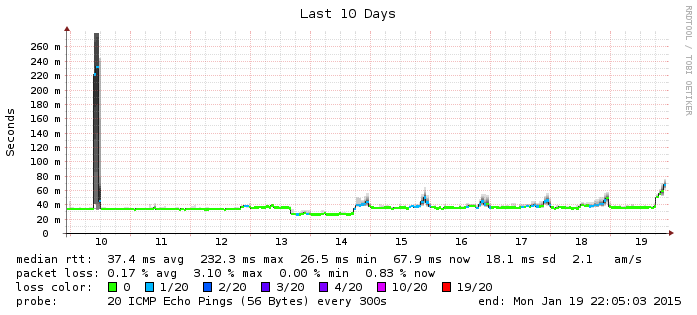 Last 10 Days
RRDTOOL / TOBI OETIKER
Seconds
260 m
240 m
220 m
200 m
180 m
160 m
140 m
120 m
100 m
80 m
60 m
40 m
20 m
0
10 11 12 13 14 15 16 17 18 19
median rtt: 37.4 ms avg 232.3 ms max 26.5 ms min 67.9 ms now 18.1 ms sd 2.1 am/s
packet loss: 0.17 % avg 3.10 % max 0.00 % min 0.83 % now
loss color: 0 1/20 2/20 3/20 4/20 10/20 19/20
probe: 20 ICMP Echo Pings (56 Bytes) every 300s end: Mon Jan 19 22:05:03 2015